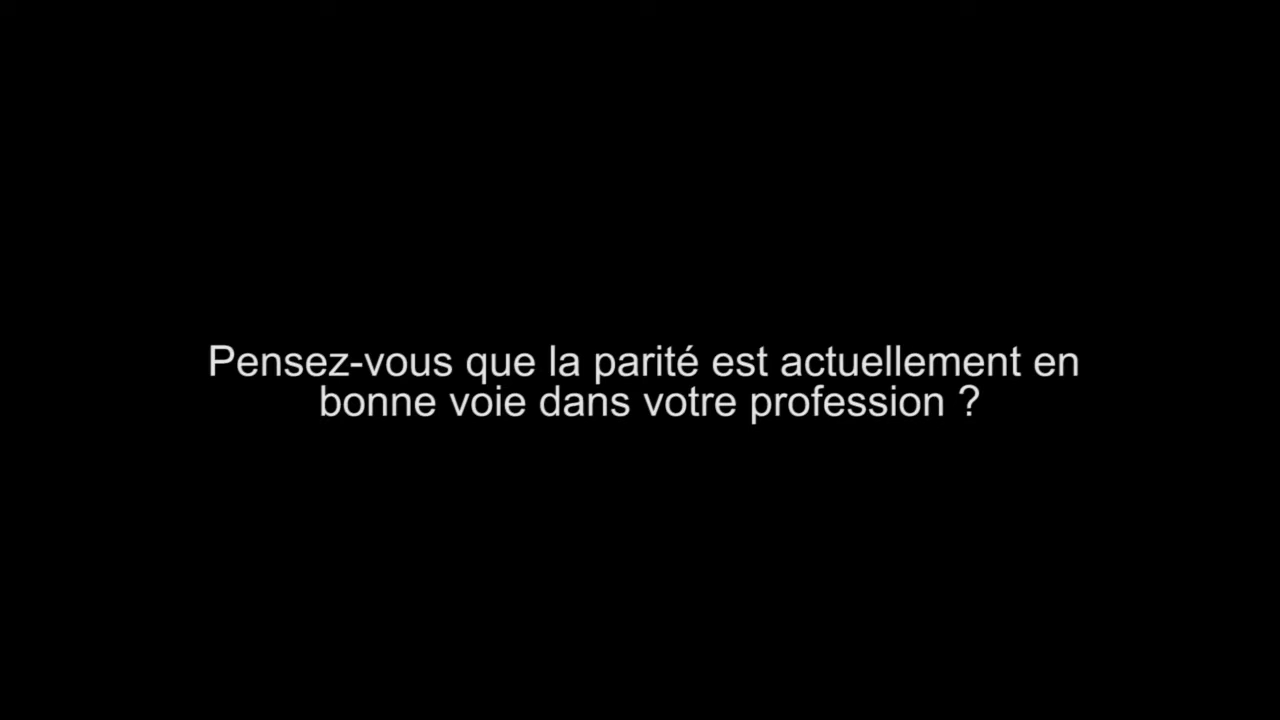 Pensez-vous que la parité est actuellement en
bonne voie dans votre profession ?